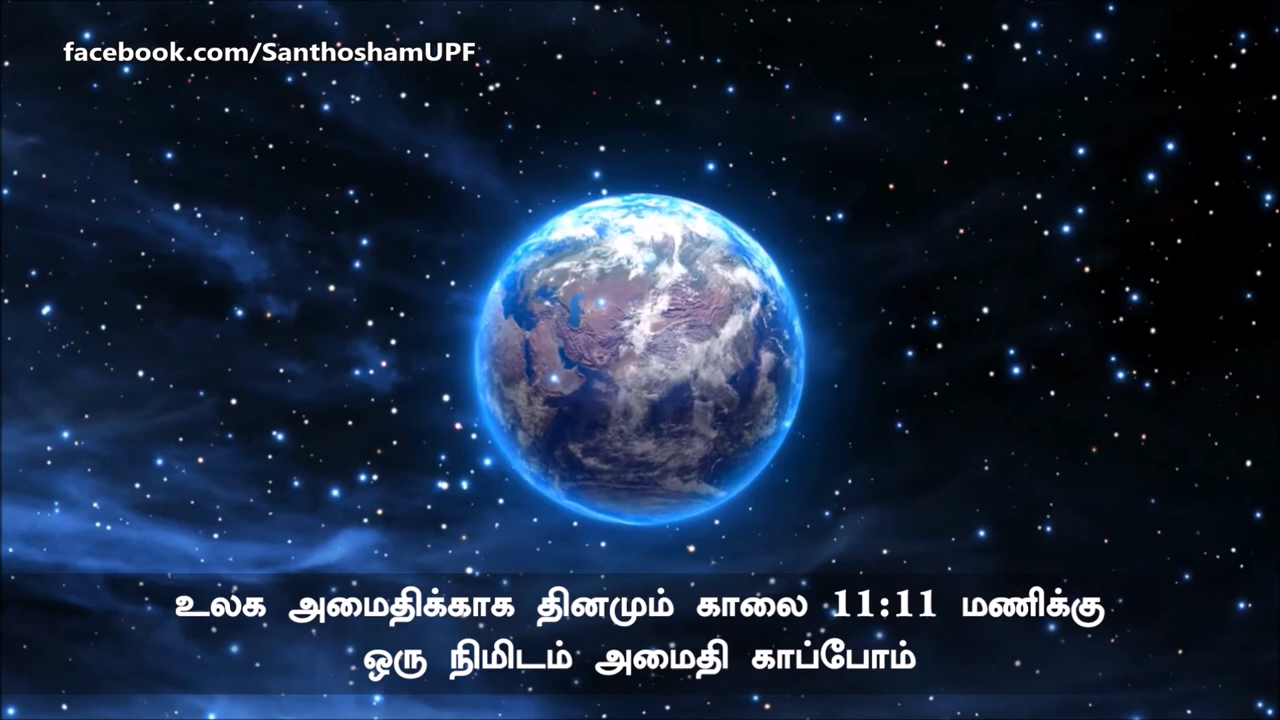 facebook.com/SanthoshamUPF
உலக அமைதிக்காக தினமும் காலை 11:11 மணிக்கு
ஒரு நிமிடம் அமைதி காப்போம்